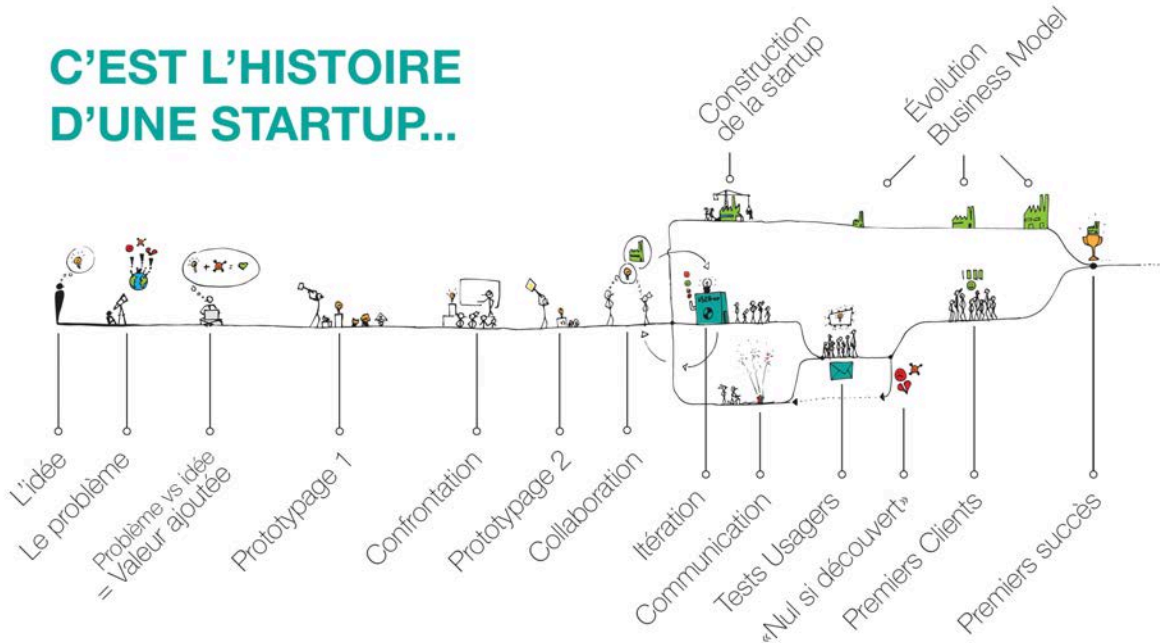 C'EST L'HISTOIRE
D'UNE STARTUP...
Construction
de la startup
Évolution
Business Model
L'idée
Le problème
Problème vs idée
= Valeur ajoutée
Prototypage 1
Confrontation
Prototypage 2
Collaboration
Itération
Communication
Tests Usagers
«Nul si découvert»
Premiers Clients
Premiers succès